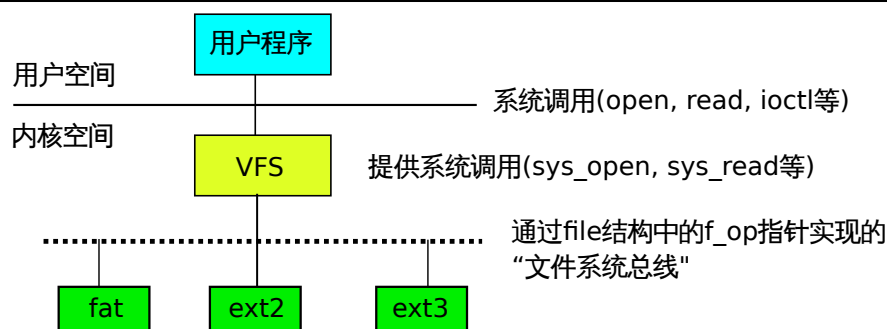 用户程序
用户空间
系统调用(open, read, ioctl等)
内核空间
VFS
提供系统调用(sys_open, sys_read等)
通过file结构中的f_op指针实现的
“文件系统总线"
fat
ext2
ext3